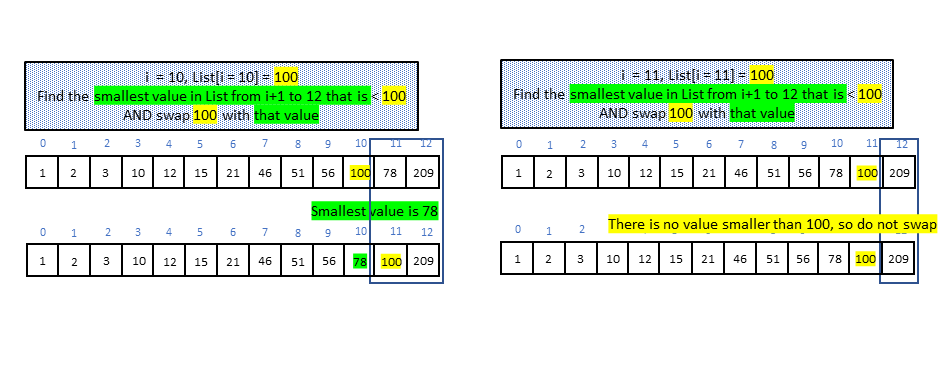 i = 10, List[i = 10] = 100
Find the smallest value in List from i+1 to 12 that is < 100
AND swap 100 with that value
0 1 2 3 4 5 6 7 8 9 10 11 12
1 2 3 10 12 15 21 46 51 56 100 78 209
Smallest value is 78
0 1 2 3 4 5 6 7 8 9 10 11 12
1 2 3 10 12 15 21 46 51 56 78 100 209
i = 11, List[i = 11] = 100
Find the smallest value in List from i+1 to 12 that is < 100
AND swap 100 with that value
0 1 2 3 4 5 6 7 8 9 10 11 12
1 2 3 10 12 15 21 46 51 56 78 100 209
There is no value smaller than 100, so do not swap
0 1 2
1 2 3 10 12 15 21 46 51 56 78 100 209